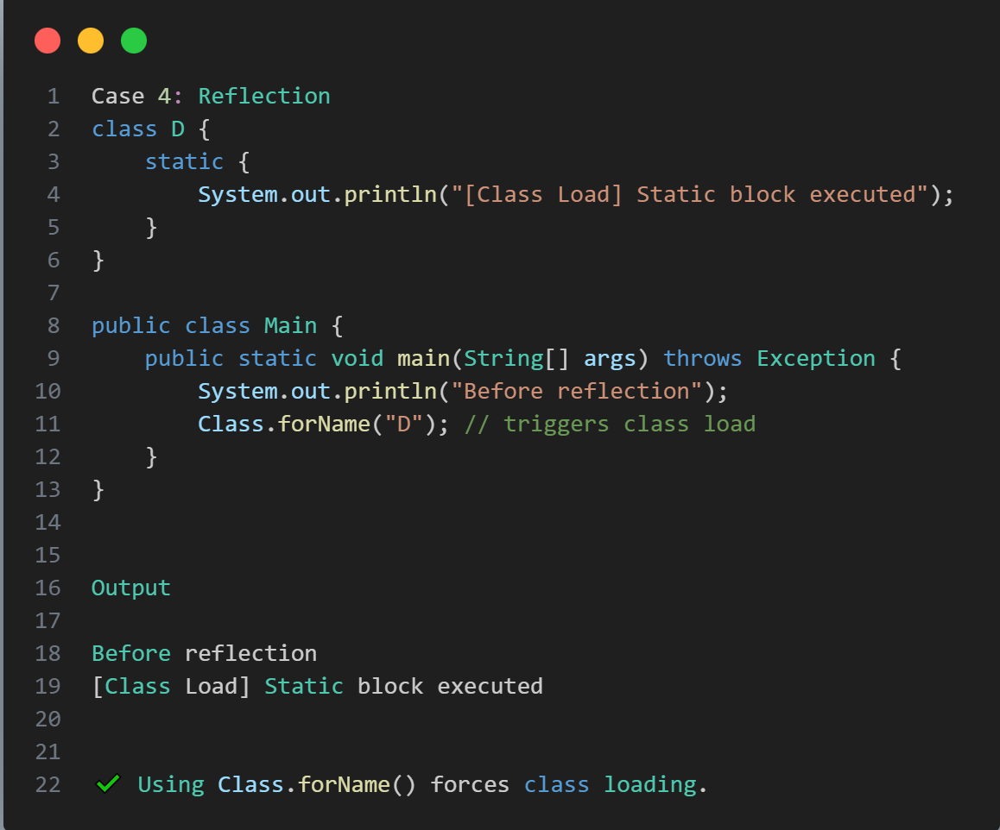 1 Case 4: Reflection
2 class D {
3     static {
4         System.out.println("[Class Load] Static block executed");
5     }
6 }
7
8 public class Main {
9     public static void main(String[] args) throws Exception {
10         System.out.println("Before reflection");
11         Class.forName("D"); // triggers class load
12     }
13 }
14
15
16 Output
17
18 Before reflection
19 [Class Load] Static block executed
20
21
22 ✔ Using Class.forName() forces class loading.